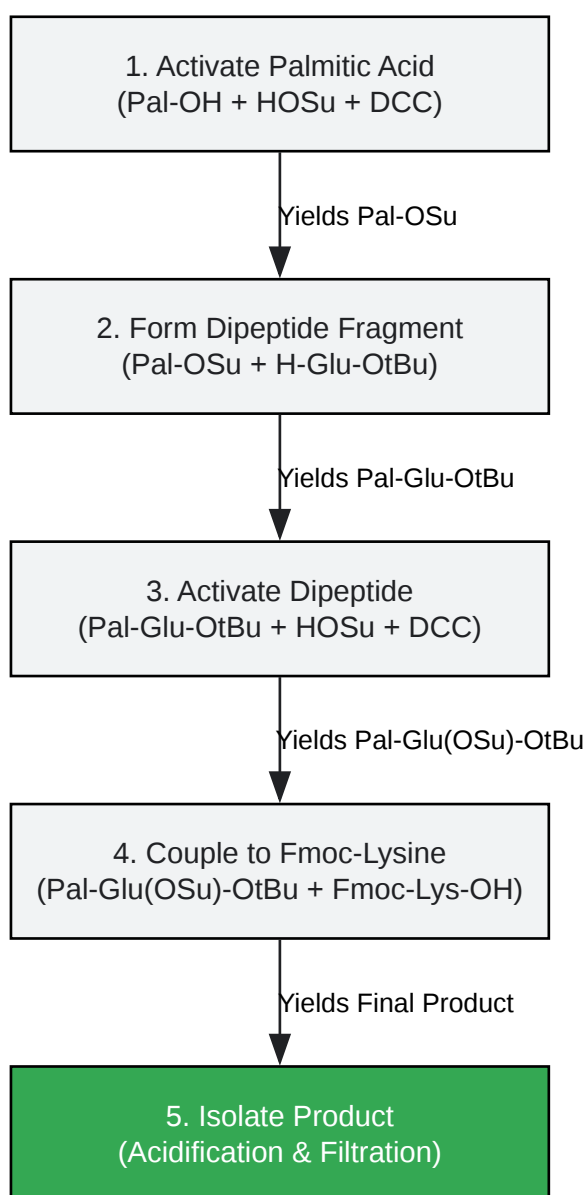 1. Activate Palmitic Acid
(Pal-OH + HOSu + DCC)
Yields Pal-OSu
2. Form Dipeptide Fragment
(Pal-OSu + H-Glu-OtBu)
Yields Pal-Glu-OtBu
3. Activate Dipeptide
(Pal-Glu-OtBu + HOSu + DCC)
Yields Pal-Glu(OSu)-OtBu
4. Couple to Fmoc-Lysine
(Pal-Glu(OSu)-OtBu + Fmoc-Lys-OH)
Yields Final Product
5. Isolate Product
(Acidification & Filtration)